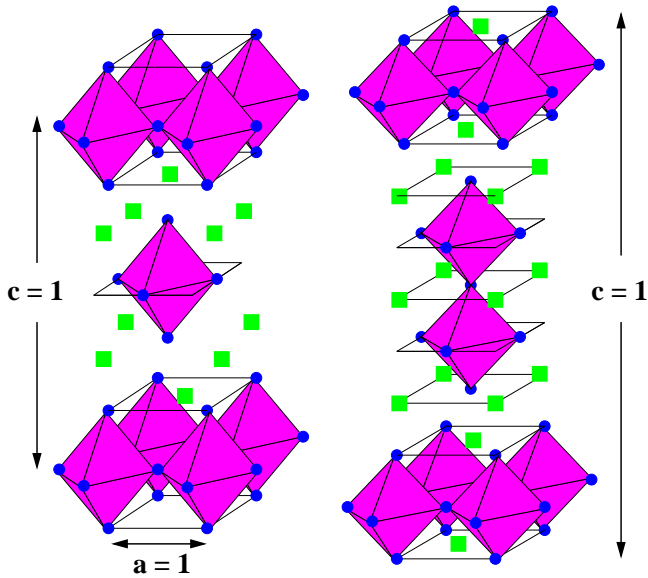 c = 1
c = 1
a = 1